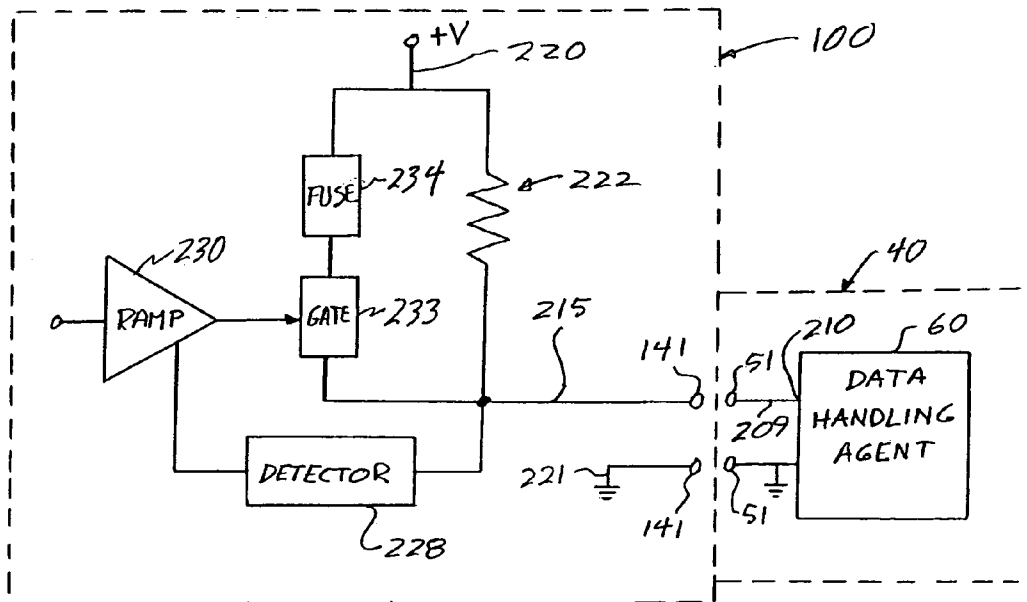 +V
220
100
FUSE
234
222
230
RAMP
GATE
233
215
141
51
210
40
60
DATA
HANDLING
AGENT
209
DETECTOR
228
221
141
51